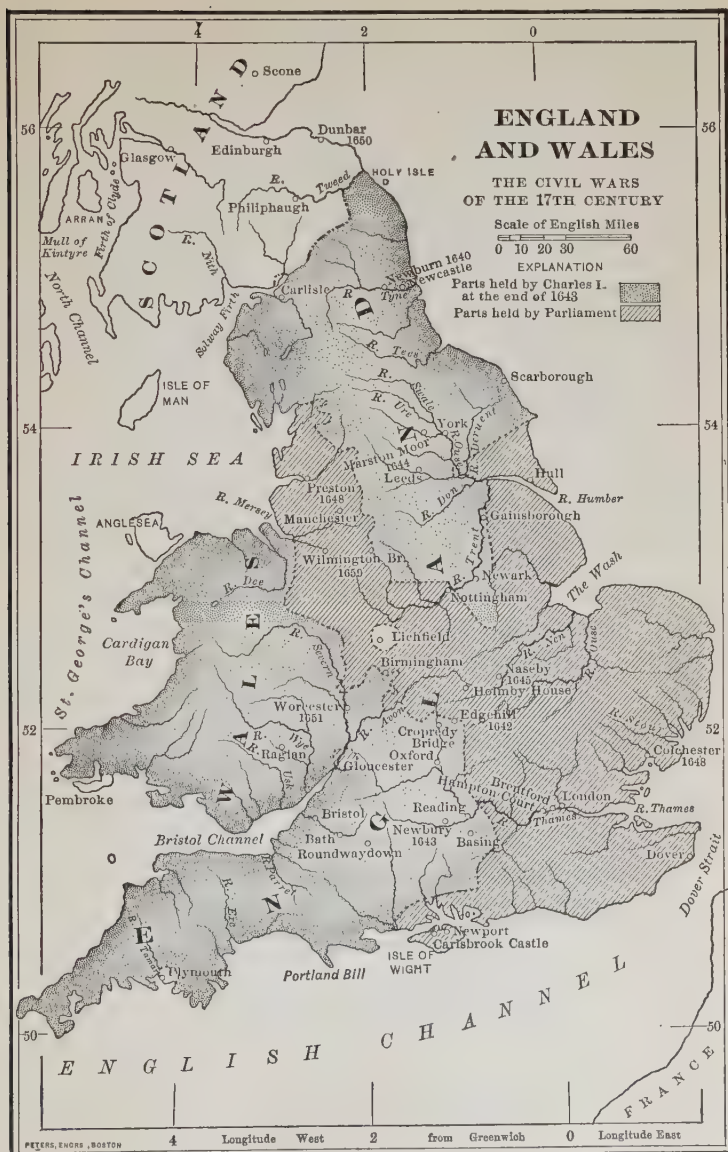 4
2
0
56
56
54
54
52
52
50
50
ENGLAND
AND WALES
THE CIVIL WARS
OF THE 17TH CENTURY
Scale of English Miles
0 10 20 30 60
EXPLANATION
Parts held by Charles I.
at the end of 1643
Parts held by Parliament
SCOTLAND
Scone
Dunbar
1650
Glasgow
Edinburgh
HOLY ISLE
R. Tweed
Philiphaugh
ARRAN
Firth of Clyde
Mull of
Kintyre
R. Nith
North Channel
Newburn 1640
Newcastle
Carlisle
R. Tyne
Solway Firth
R. Tees
ISLE OF
MAN
Scarborough
R. Swale
R. Ure
York
R. Derwent
R. Ouse
Marston Moor
1644
Leeds
Hull
IRISH SEA
Preston
1648
R. Don
R. Humber
R. Mersey
Manchester
Gainsborough
ANGLESEA
Wilmington Br.
1659
R. Trent
Newark
Nottingham
The Wash
R. Dee
St. George's Channel
Cardigan
Bay
Lichfield
R. Severn
Birmingham
R. Nen
R. Ouse
Naseby
1645
Holmby House
Worcester
1651
R. Avon
Edgehill
1642
R. Stour
Cropredy
Bridge
R. Wye
Raglan
R. Usk
Oxford
Gloucester
Colchester
1648
Pembroke
Hampton Court
Brentford
London
R. Thames
R. Thames
Bristol
Reading
Bristol Channel
Bath
Newbury
1643
Basing
Roundwaydown
Dover
Dover Strait
R. Parret
R. Exe
R. Tamar
Plymouth
Newport
Carisbrook Castle
ISLE OF
WIGHT
Portland Bill
WALES
ENGLAND
ENGLISH CHANNEL
FRANCE
PETERS, ENGRS., BOSTON
4 Longitude West 2 from Greenwich 0 Longitude East